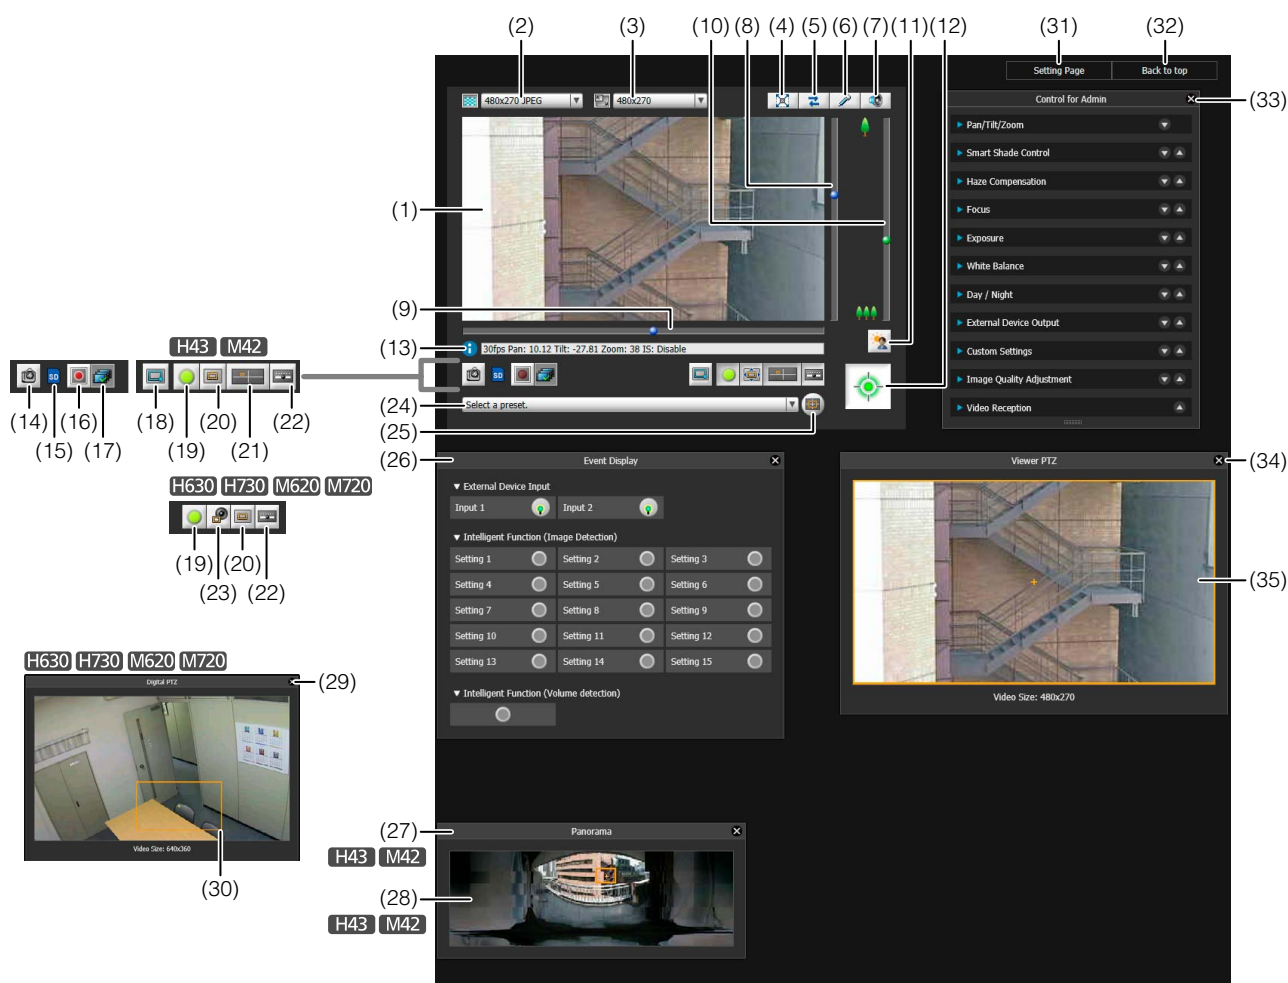 (2) (3) (10) (8) (4) (5) (6) (7) (11) (12) (31) (32)
Setting Page Back to top
480x270 JPEG 480x270
Control for Admin (33)
Pan/Tilt/Zoom
Smart Shade Control
(8)
Haze Compensation
(1) (10)
Focus
Exposure
White Balance
(9)
Day / Night
External Device Output
H43 M42
(13) 30fps Pan: 10.12 Tilt: -27.81 Zoom: 38 IS: Disable (11)
Custom Settings
SD SD
Image Quality Adjustment
(12)
(14) (16) (18) (20) (22)
(24) Select a preset.
Video Reception
(15) (17) (19) (21)
(25)
(26) Event Display
Viewer PTZ (34)
H630 H730 M620 M720
External Device Input
Input 1 Input 2
(19) (20)
(23) (22)
Intelligent Function (Image Detection)
Setting 1 Setting 2 Setting 3
Setting 4 Setting 5 Setting 6
(35)
Setting 7 Setting 8 Setting 9
Setting 10 Setting 11 Setting 12
Setting 13 Setting 14 Setting 15
H630 H730 M620 M720
Digital PTZ (29)
Intelligent Function (Volume detection)
Video Size: 480x270
Video Size: 640x360
(30)
(27) Panorama
H43 M42
(28)
H43 M42